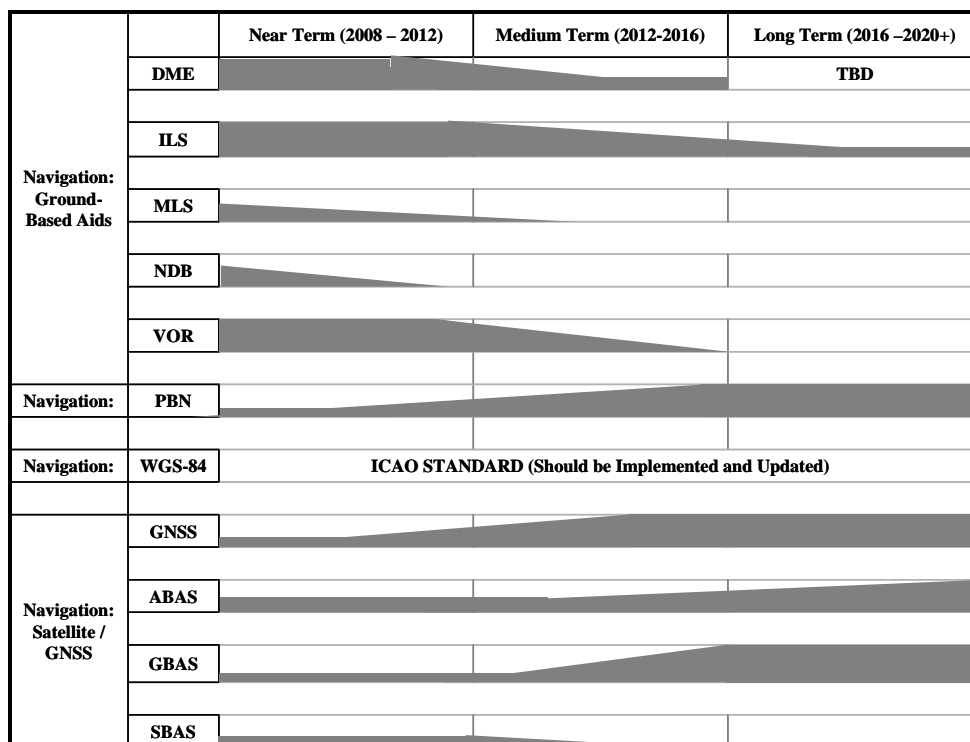 Near Term (2008 – 2012) Medium Term (2012-2016) Long Term (2016 –2020+)
DME TBD
ILS
Navigation:
Ground-
Based Aids
MLS
NDB
VOR
Navigation: PBN
Navigation: WGS-84 ICAO STANDARD (Should be Implemented and Updated)
GNSS
ABAS
Navigation:
Satellite /
GNSS
GBAS
SBAS